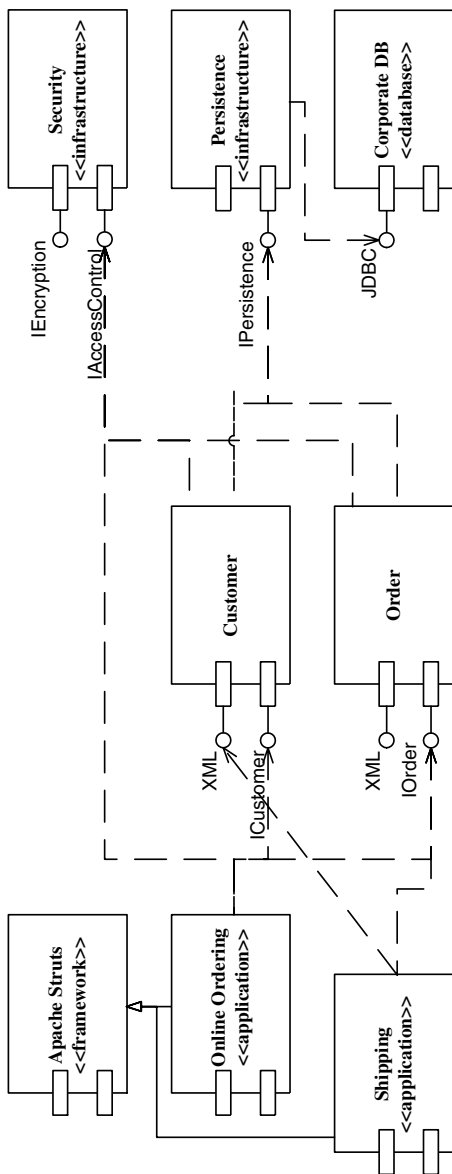 Apache Struts
<<framework>>
Online Ordering
<<application>>
Shipping
<<application>>
XML
ICustomer
Customer
XML
IOrder
Order
IEncryption
IAccessControl
Security
<<infrastructure>>
IPersistence
Persistence
<<infrastructure>>
JDBC
Corporate DB
<<database>>